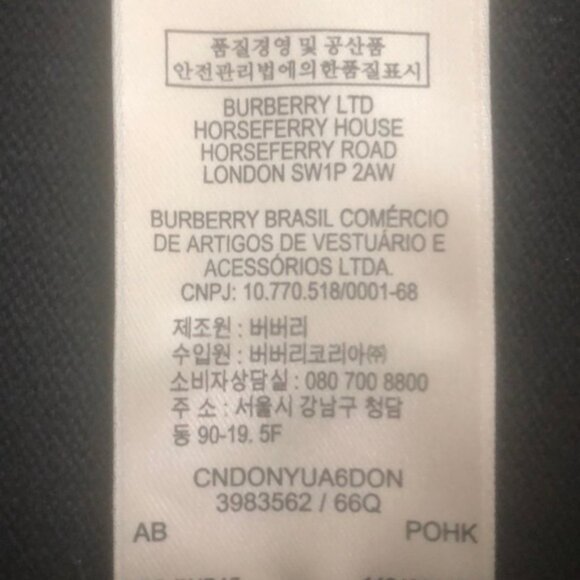 품질경영 및 공산품
안전관리법에의한품질표시
BURBERRY LTD
HORSEFERRY HOUSE
HORSEFERRY ROAD
LONDON SW1P 2AW
BURBERRY BRASIL COMÉRCIO
DE ARTIGOS DE VESTUÁRIO E
ACESSÓRIOS LTDA.
CNPJ: 10.770.518/0001-68
제조원 : 버버리
수입원 : 버버리코리아㈜
소비자상담실 : 080 700 8800
주 소 : 서울시 강남구 청담
동 90-19. 5F
CNDONYUA6DON
3983562 / 66Q
AB POHK